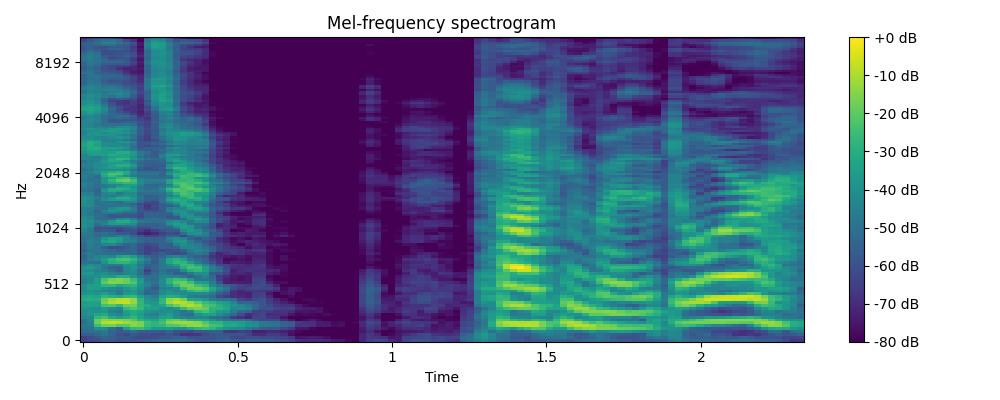 Mel-frequency spectrogram
Hz
8192
4096
2048
1024
512
0
0
0.5
1
1.5
2
Time
+0 dB
-10 dB
-20 dB
-30 dB
-40 dB
-50 dB
-60 dB
-70 dB
-80 dB